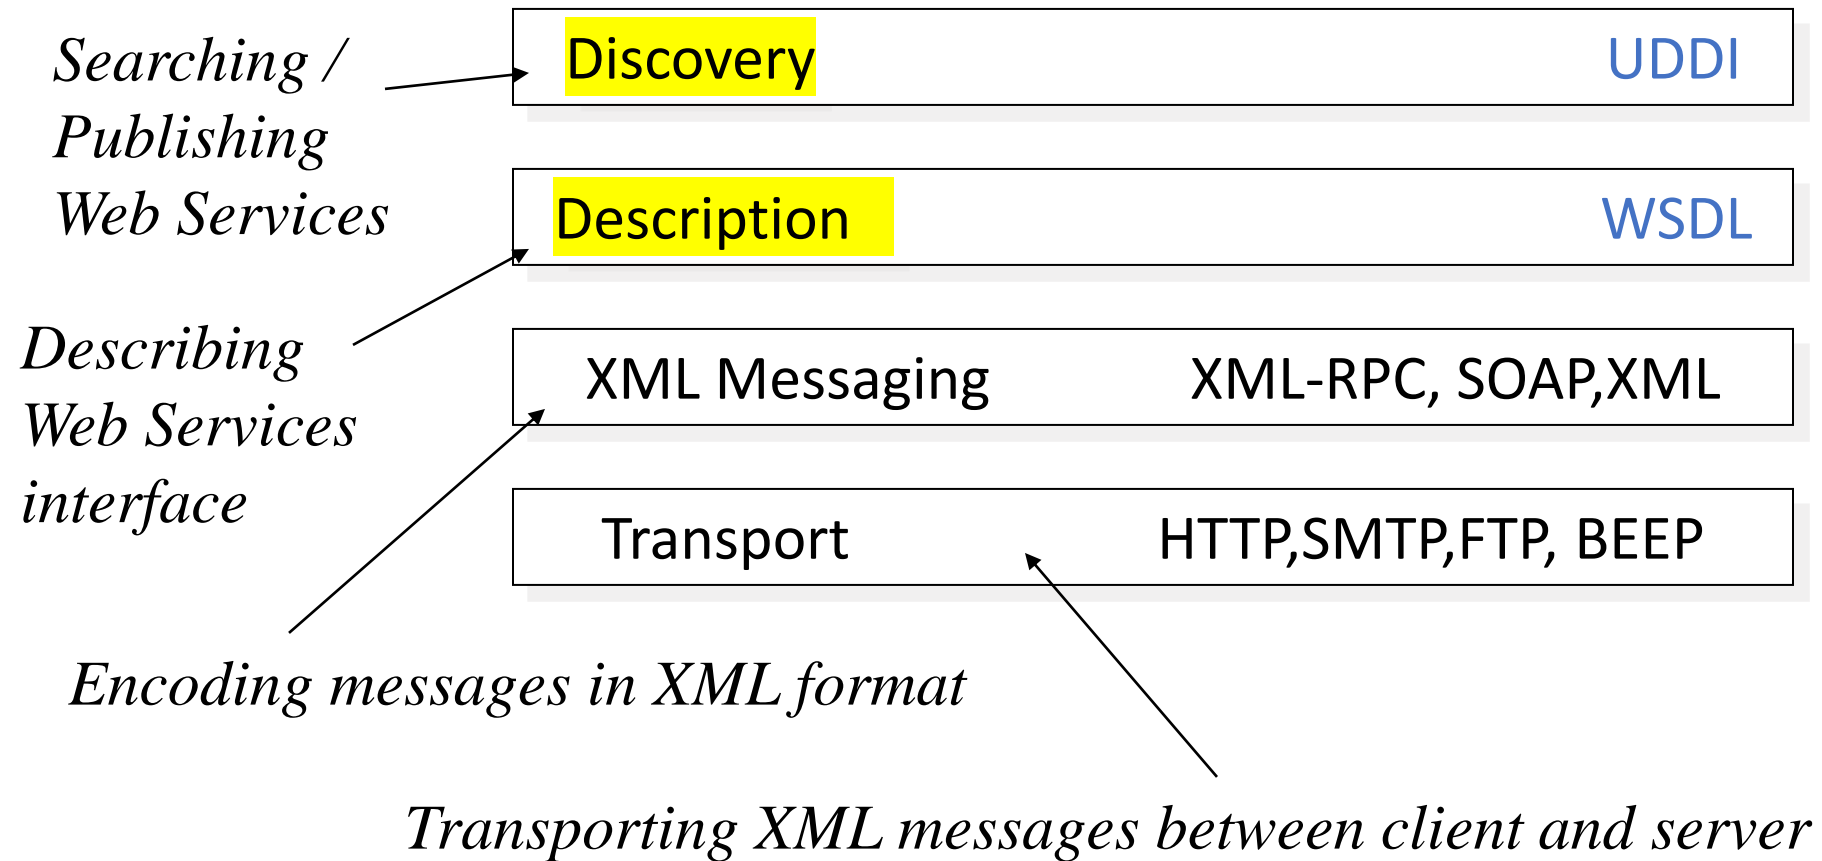 Searching /
Publishing
Web Services
Discovery UDDI
Description WSDL
Describing
Web Services
interface
XML Messaging XML-RPC, SOAP,XML
Transport HTTP,SMTP,FTP, BEEP
Encoding messages in XML format
Transporting XML messages between client and server